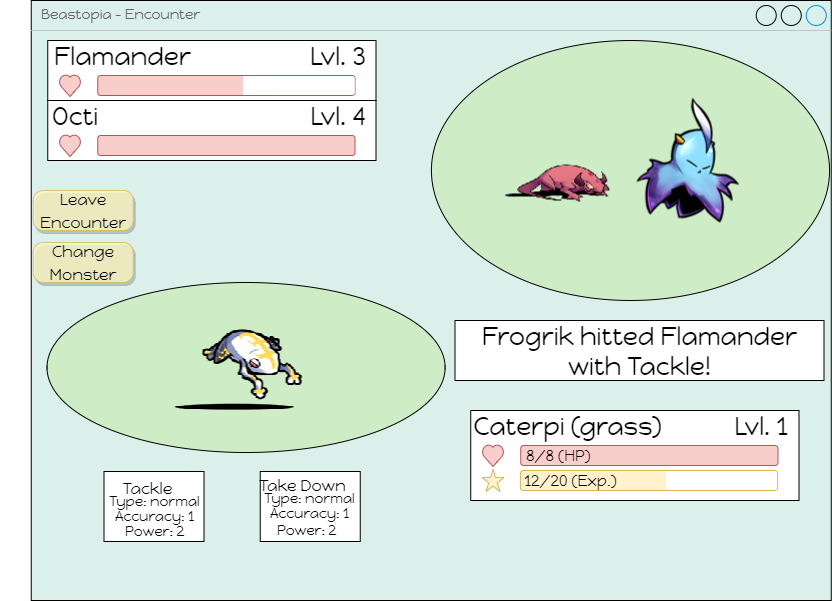 Beastopia - Encounter
Flamander Lvl. 3
Octi Lvl. 4
Leave
Encounter
Change
Monster
Frogrik hitted Flamander
with Tackle!
Caterpi (grass) Lvl. 1
8/8 (HP)
12/20 (Exp.)
Tackle
Type: normal
Accuracy: 1
Power: 2
Take Down
Type: normal
Accuracy: 1
Power: 2